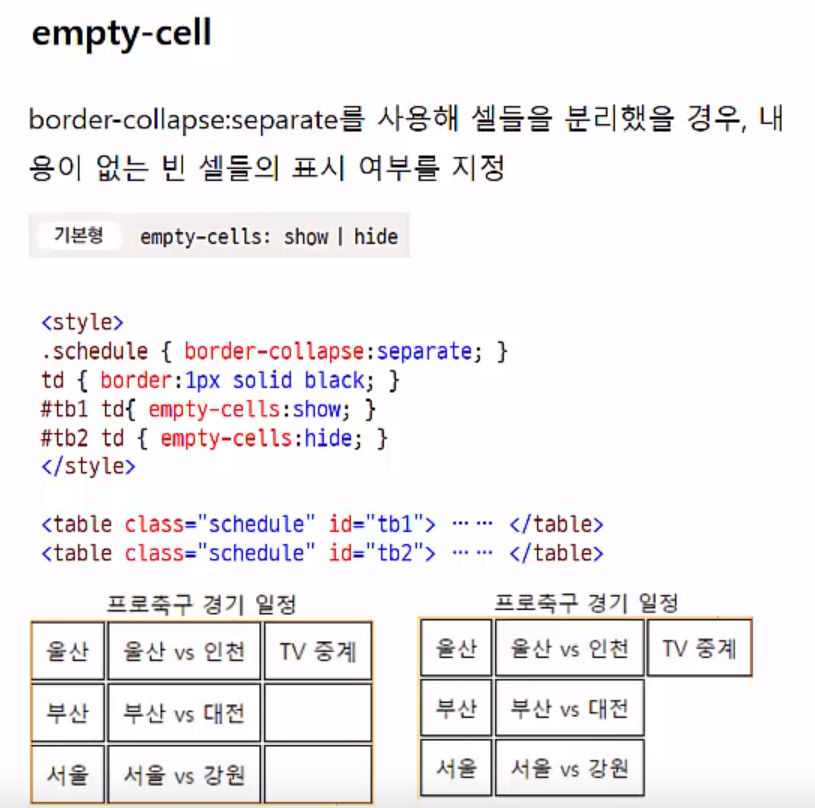 empty-cell
border-collapse:separate를 사용해 셀들을 분리했을 경우, 내
용이 없는 빈 셀들의 표시 여부를 지정
기본형 empty-cells: show | hide
<style>
.schedule { border-collapse:separate; }
td { border:1px solid black; }
#tb1 td{ empty-cells:show; }
#tb2 td { empty-cells:hide; }
</style>
<table class="schedule" id="tb1"> …… </table>
<table class="schedule" id="tb2"> …… </table>
프로축구 경기 일정
울산 울산 vs 인천 TV 중계
부산 부산 vs 대전
서울 서울 vs 강원
프로축구 경기 일정
울산 울산 vs 인천 TV 중계
부산 부산 vs 대전
서울 서울 vs 강원